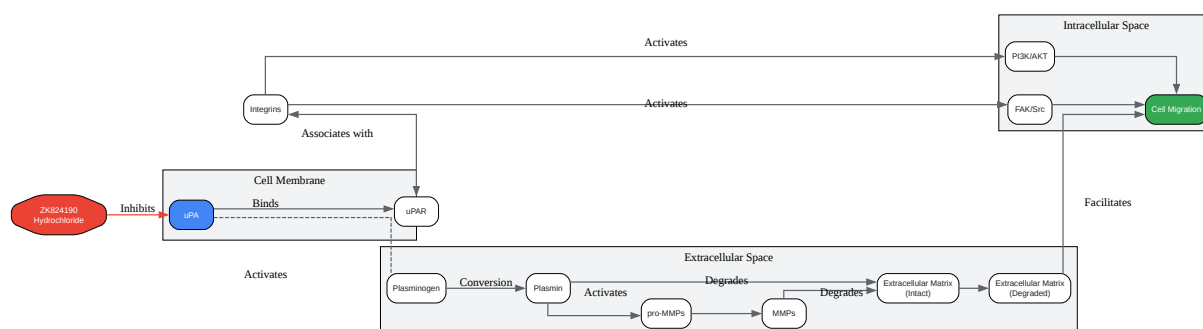 Intracellular Space
Activates
PI3K/AKT
Integrins
Activates
FAK/Src
Cell Migration
Associates with
Cell Membrane
ZK824190
Hydrochloride
Inhibits
uPA
Binds
uPAR
Facilitates
Extracellular Space
Activates
Plasminogen
Conversion
Plasmin
Degrades
Extracellular Matrix
(Intact)
Extracellular Matrix
(Degraded)
Activates
Degrades
pro-MMPs
MMPs